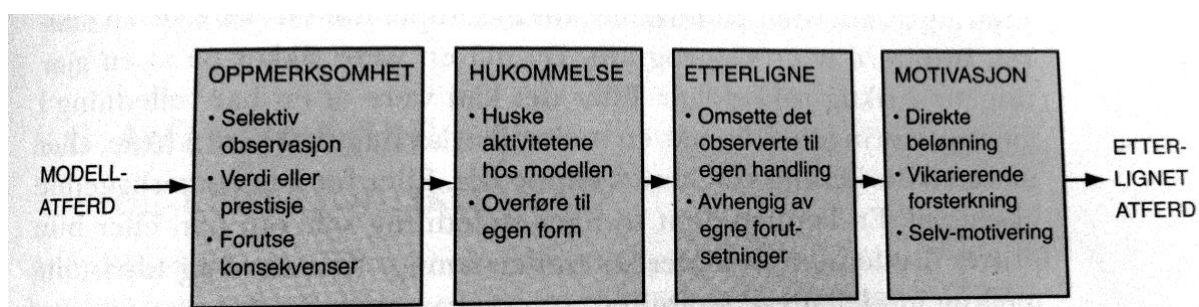 MODELL-
ATFERD
OPPMERKSOMHET
• Selektiv
observasjon
• Verdi eller
prestisje
• Forutse
konsekvenser
HUKOMMELSE
• Huske
aktivitetene
hos modellen
• Overføre til
egen form
ETTERLIGNE
• Omsette det
observerte til
egen handling
• Avhengig av
egne forut-
setninger
MOTIVASJON
• Direkte
belønning
• Vikarierende
forsterkning
• Selv-motivering
ETTER-
LIGNET
ATFERD